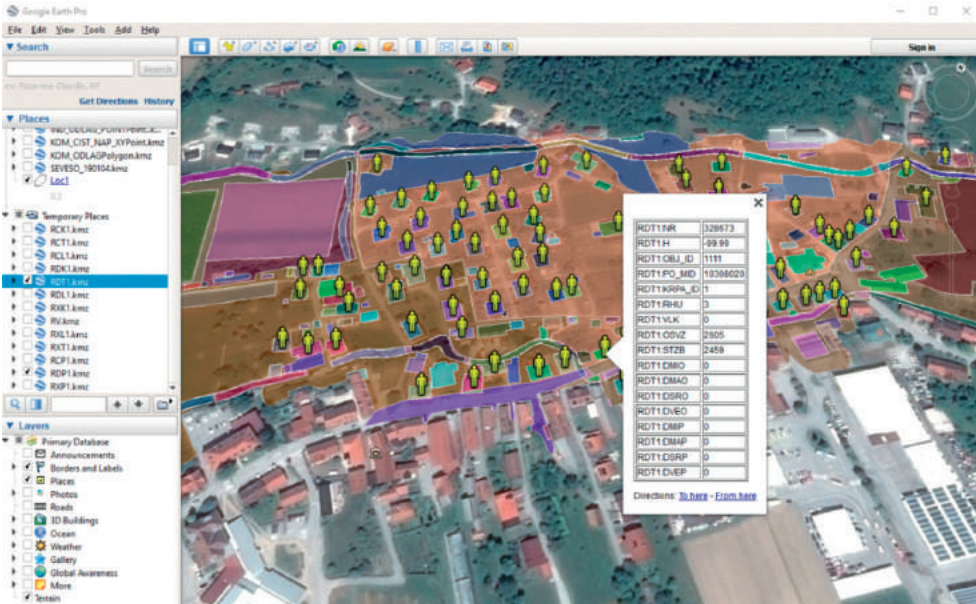 Google Earth Pro
File Edit View Tools Add Help
Search
Sign in
Search
Get Directions History
Places
KOM_CIST_NAP_XYPoint.kmz
KOM_ODLAGPolygon.kmz
SEVESO_190104.kmz
Loc1
Temporary Places
RCK1.kmz
RCT1.kmz
RCL1.kmz
RDK1.kmz
RDT1.kmz
RDL1.kmz
RXK1.kmz
RV.kmz
RXL1.kmz
RXT1.kmz
RCP1.kmz
RDP1.kmz
RXP1.kmz
Layers
Primary Database
Announcements
Borders and Labels
Places
Photos
Roads
3D Buildings
Ocean
Weather
Gallery
Global Awareness
More
Terrain
RDT1:NR 328673
RDT1:H -99.99
RDT1:OBJ_ID 1111
RDT1:PO_MID 19308029
RDT1:KRPA_ID 1
RDT1:RHU 3
RDT1:VLK 0
RDT1:OSVZ 2605
RDT1:STZB 2459
RDT1:DMIO 0
RDT1:DMAO 0
RDT1:DSRO 0
RDT1:DVEO 0
RDT1:DMIP 0
RDT1:DMAP 0
RDT1:DSRP 0
RDT1:DVEP 0
Directions: To here - From here